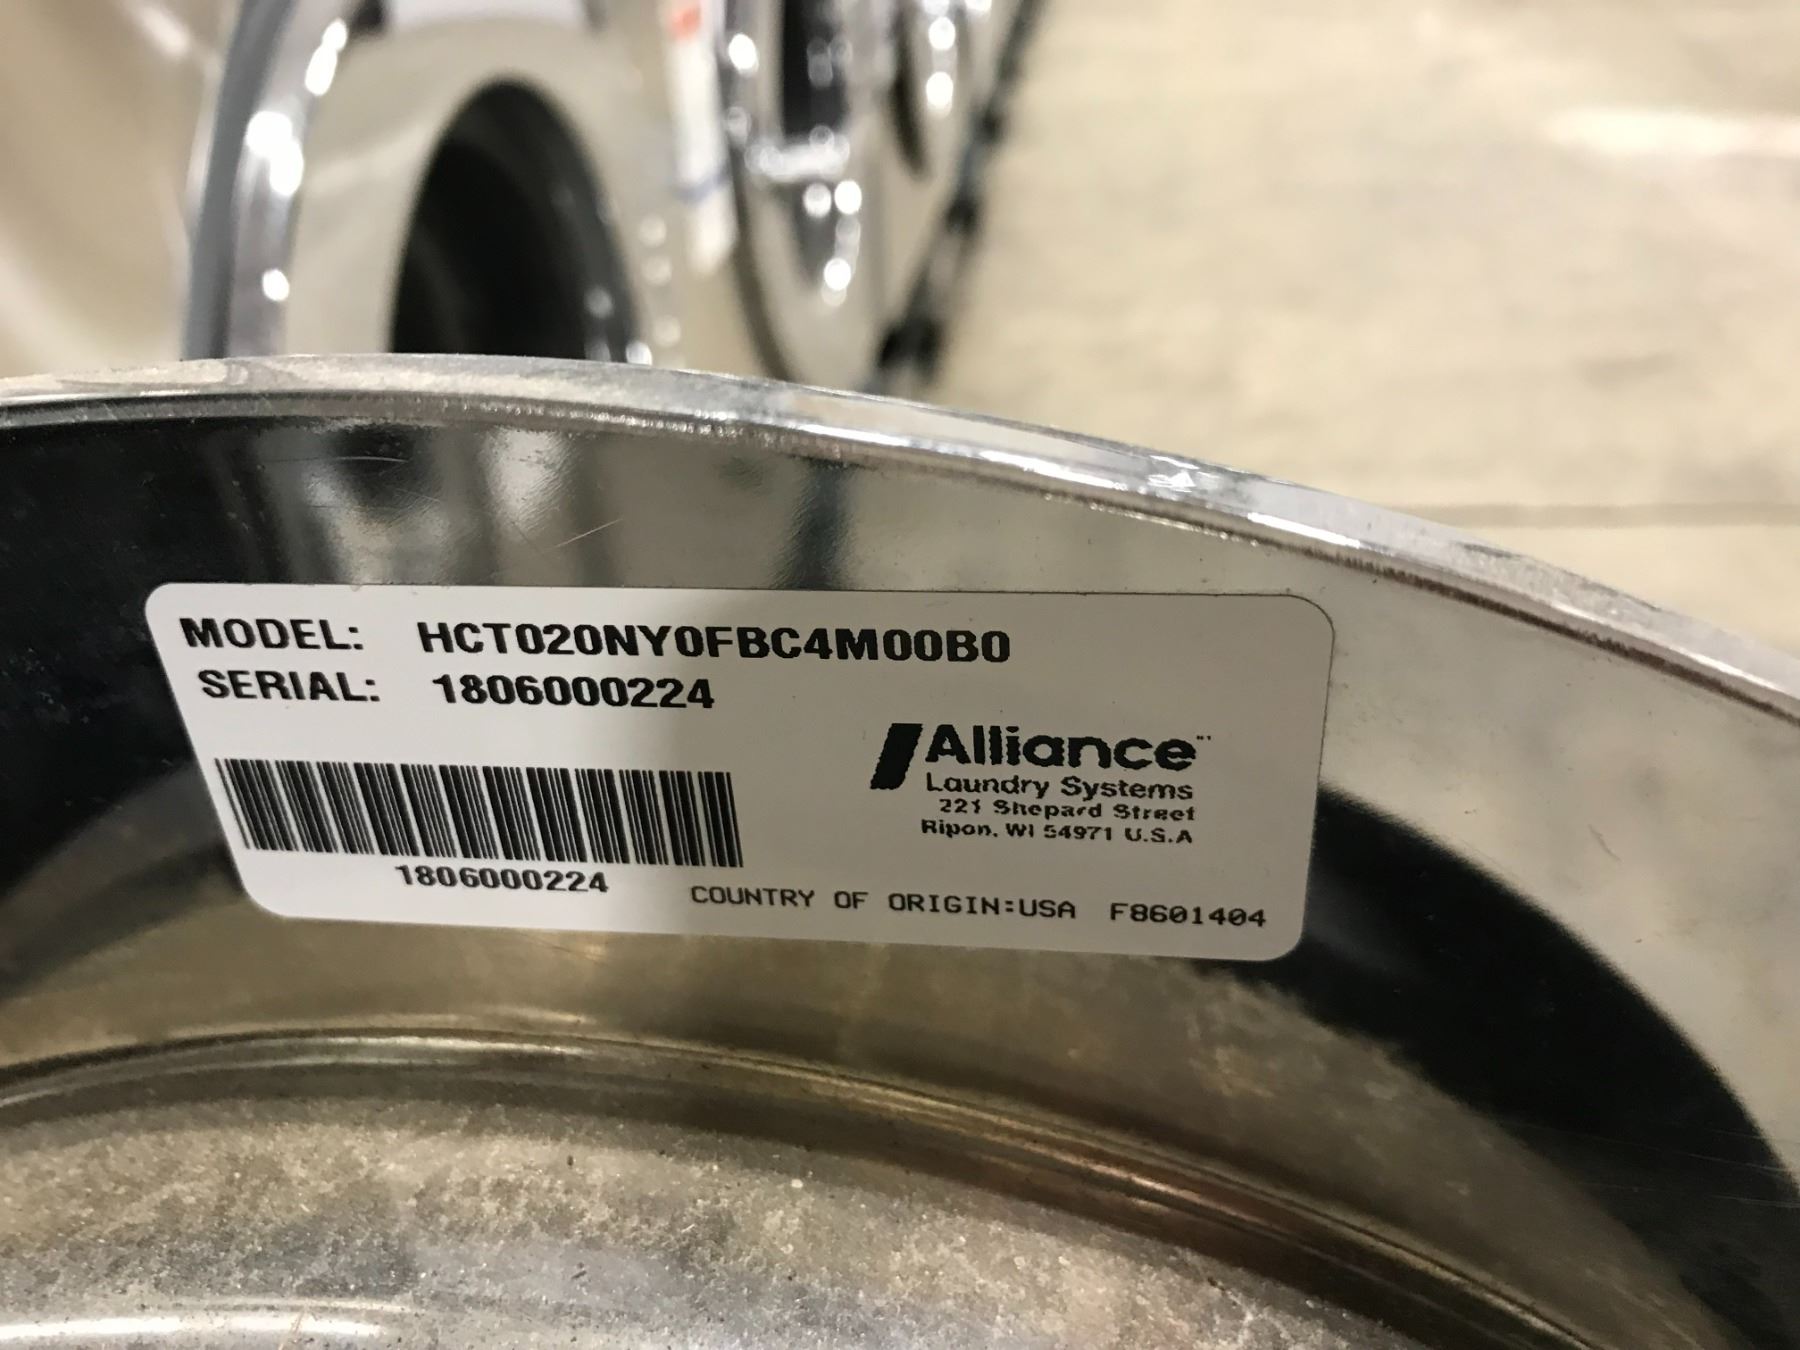 MODEL: HCT020NY0FBC4M00B0
SERIAL: 1806000224
Alliance
Laundry Systems
221 Shepard Street
Ripon, WI 54971 U.S.A
1806000224
COUNTRY OF ORIGIN:USA F8601404